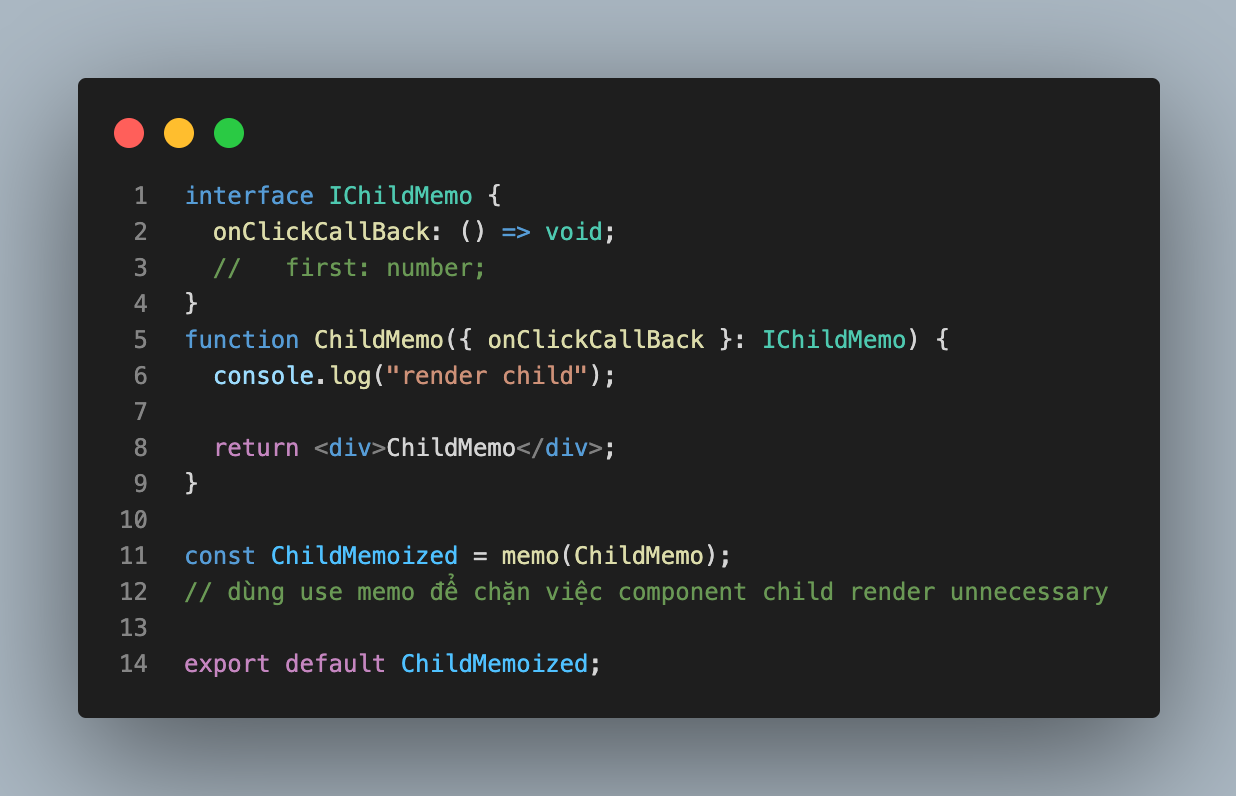 1 interface IChildMemo {
2   onClickCallBack: () => void;
3   //   first: number;
4 }
5 function ChildMemo({ onClickCallBack }: IChildMemo) {
6   console.log("render child");
7
8   return <div>ChildMemo</div>;
9 }
10
11 const ChildMemoized = memo(ChildMemo);
12 // dùng use memo để chặn việc component child render unnecessary
13
14 export default ChildMemoized;